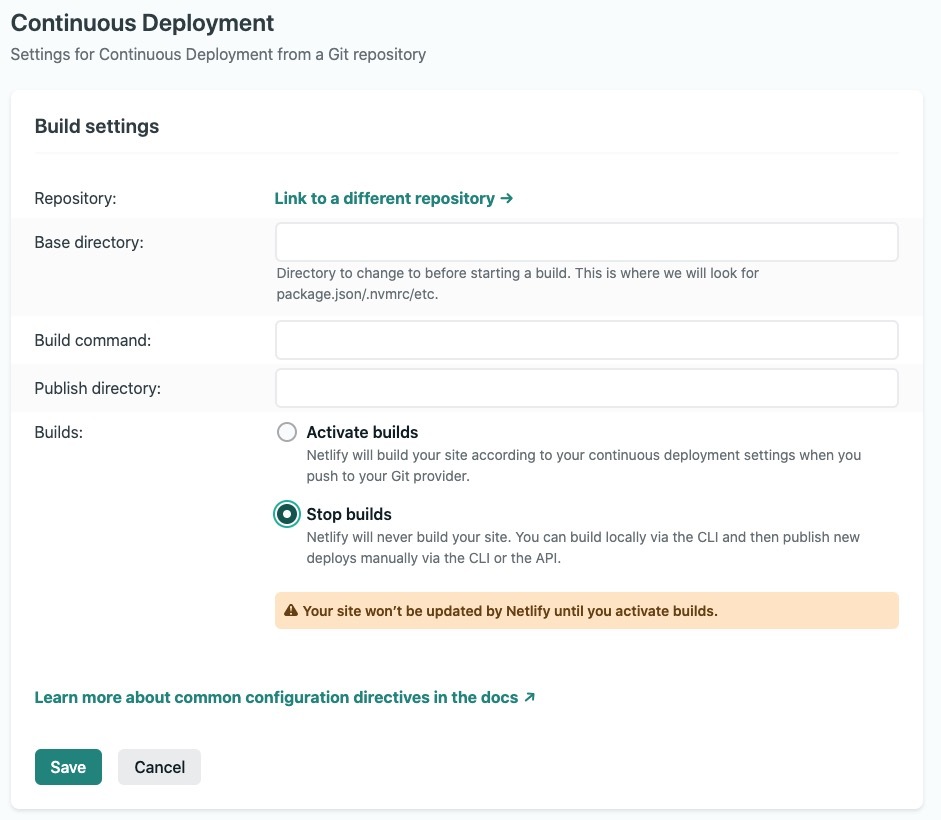 Continuous Deployment
Settings for Continuous Deployment from a Git repository
Build settings
Repository:
Link to a different repository →
Base directory:
Directory to change to before starting a build. This is where we will look for
package.json/.nvmrc/etc.
Build command:
Publish directory:
Builds:
Activate builds
Netlify will build your site according to your continuous deployment settings when you
push to your Git provider.
Stop builds
Netlify will never build your site. You can build locally via the CLI and then publish new
deploys manually via the CLI or the API.
Your site won’t be updated by Netlify until you activate builds.
Learn more about common configuration directives in the docs ↗
Save
Cancel